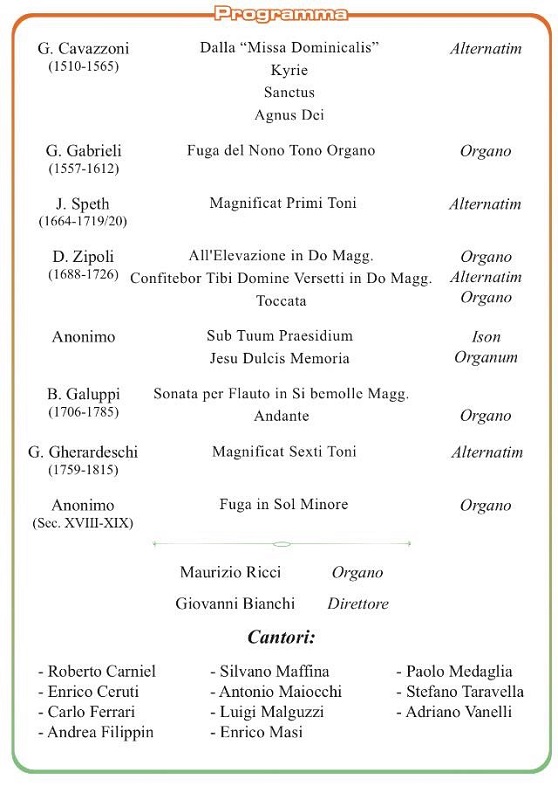 Programma
G. Cavazzoni Dalla “Missa Dominicalis” Alternatim
(1510-1565) Kyrie
Sanctus
Agnus Dei
G. Gabrieli Fuga del Nono Tono Organo Organo
(1557-1612)
J. Speth Magnificat Primi Toni Alternatim
(1664-1719/20)
D. Zipoli All'Elevazione in Do Magg. Organo
(1688-1726) Confitebor Tibi Domine Versetti in Do Magg. Alternatim
Toccata Organo
Anonimo Sub Tuum Praesidium Ison
Jesu Dulcis Memoria Organum
B. Galuppi Sonata per Flauto in Si bemolle Magg.
(1706-1785) Andante Organo
G. Gherardeschi Magnificat Sexti Toni Alternatim
(1759-1815)
Anonimo Fuga in Sol Minore Organo
(Sec. XVIII-XIX)
Maurizio Ricci Organo
Giovanni Bianchi Direttore
Cantori:
- Roberto Carniel - Silvano Maffina - Paolo Medaglia
- Enrico Ceruti - Antonio Maiocchi - Stefano Taravella
- Carlo Ferrari - Luigi Malguzzi - Adriano Vanelli
- Andrea Filippin - Enrico Masi